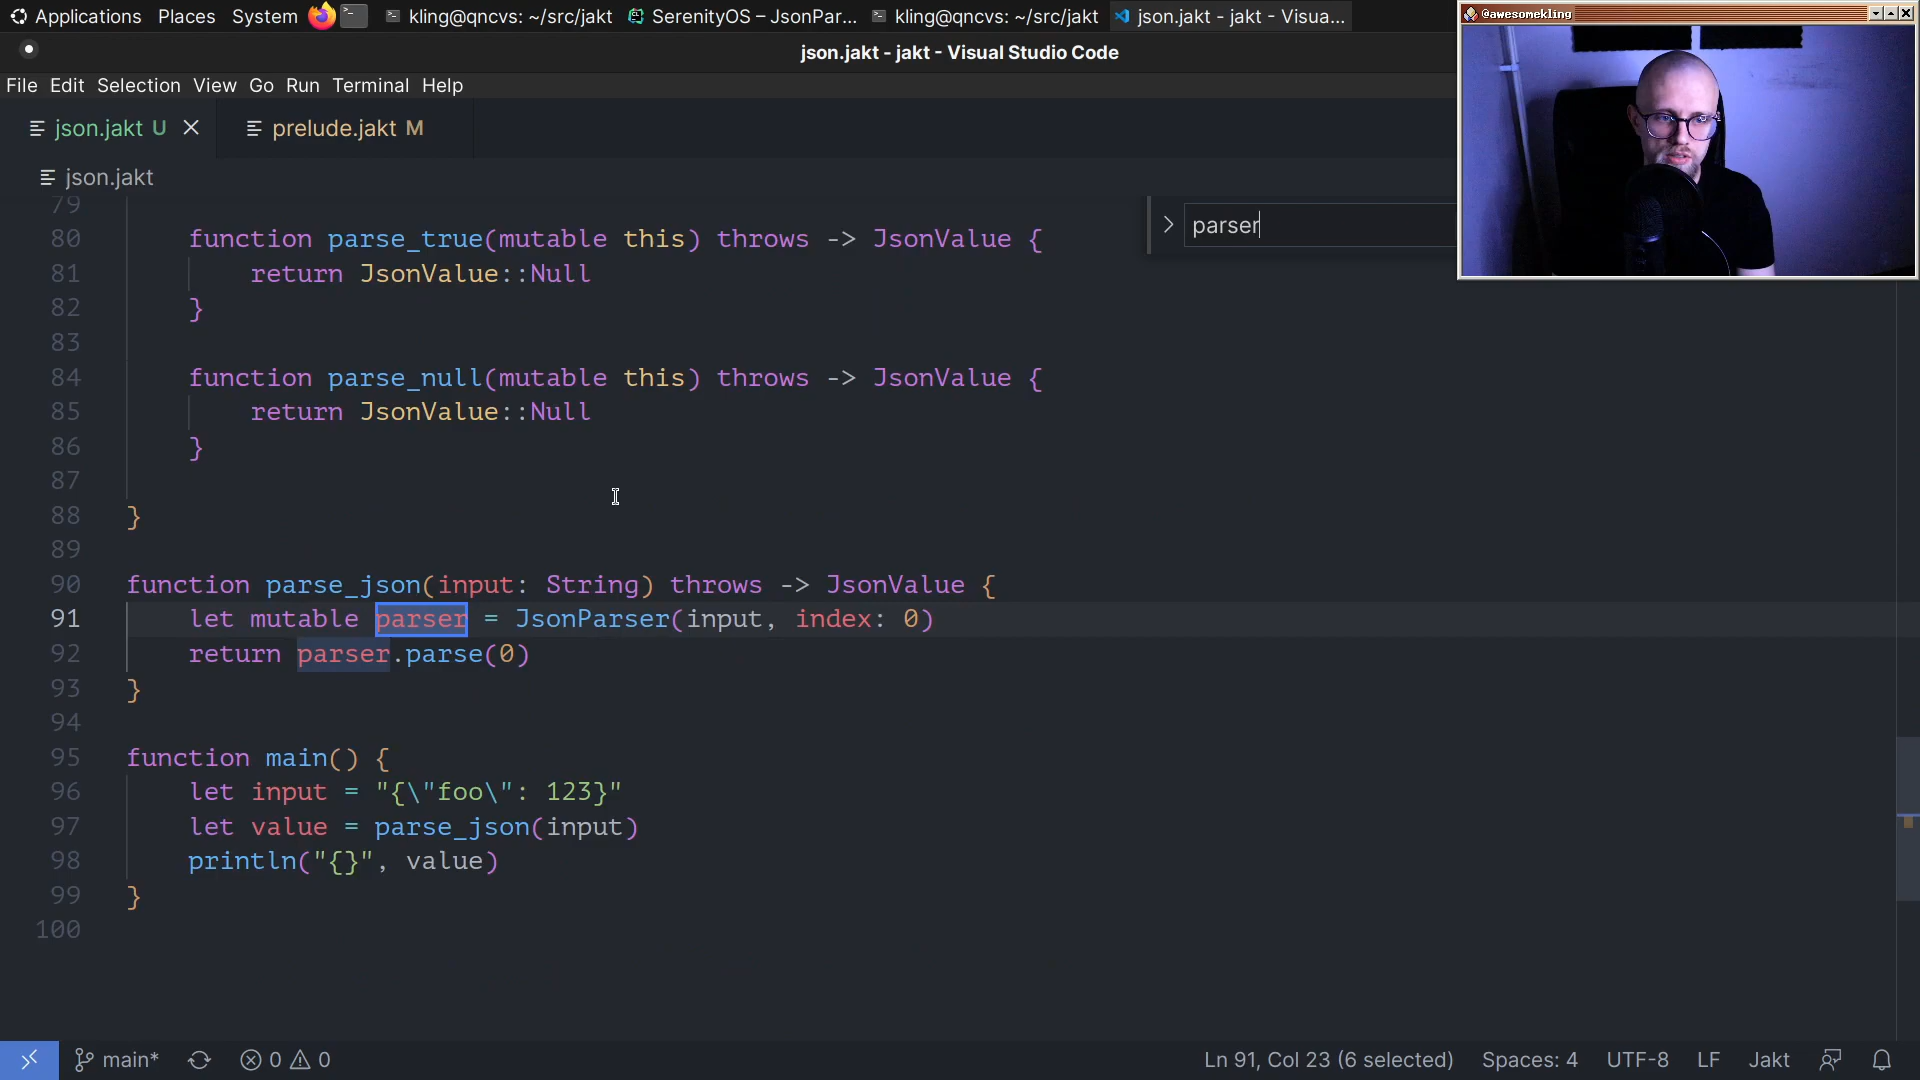 Applications Places System kling@qncvs: ~/src/jakt SerenityOS – JsonPar... kling@qncvs: ~/src/jakt json.jakt - jakt - Visua...
@awesomekling
json.jakt - jakt - Visual Studio Code
File Edit Selection View Go Run Terminal Help
json.jakt U prelude.jakt M
json.jakt
parser
79
80 function parse_true(mutable this) throws -> JsonValue {
81 return JsonValue::Null
82 }
83
84 function parse_null(mutable this) throws -> JsonValue {
85 return JsonValue::Null
86 }
87
88 }
89
90 function parse_json(input: String) throws -> JsonValue {
91 let mutable parser = JsonParser(input, index: 0)
92 return parser.parse(0)
93 }
94
95 function main() {
96 let input = "{\"foo\": 123}"
97 let value = parse_json(input)
98 println("{}", value)
99 }
100
main* 0 0 Ln 91, Col 23 (6 selected) Spaces: 4 UTF-8 LF Jakt